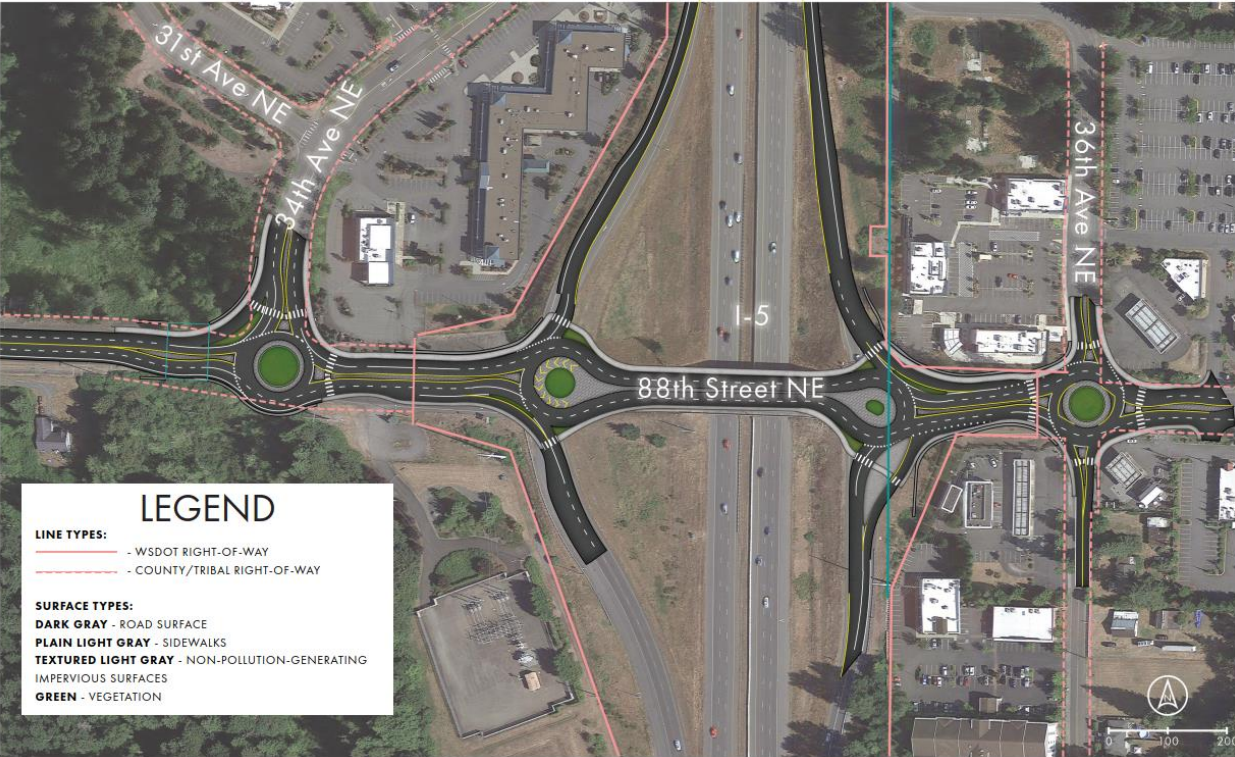 31st Ave NE
34th Ave NE
36th Ave NE
I-5
88th Street NE
LEGEND
LINE TYPES:
- WSDOT RIGHT-OF-WAY
- COUNTY/TRIBAL RIGHT-OF-WAY
SURFACE TYPES:
DARK GRAY - ROAD SURFACE
PLAIN LIGHT GRAY - SIDEWALKS
TEXTURED LIGHT GRAY - NON-POLLUTION-GENERATING
IMPERVIOUS SURFACES
GREEN - VEGETATION
N
0 100 200